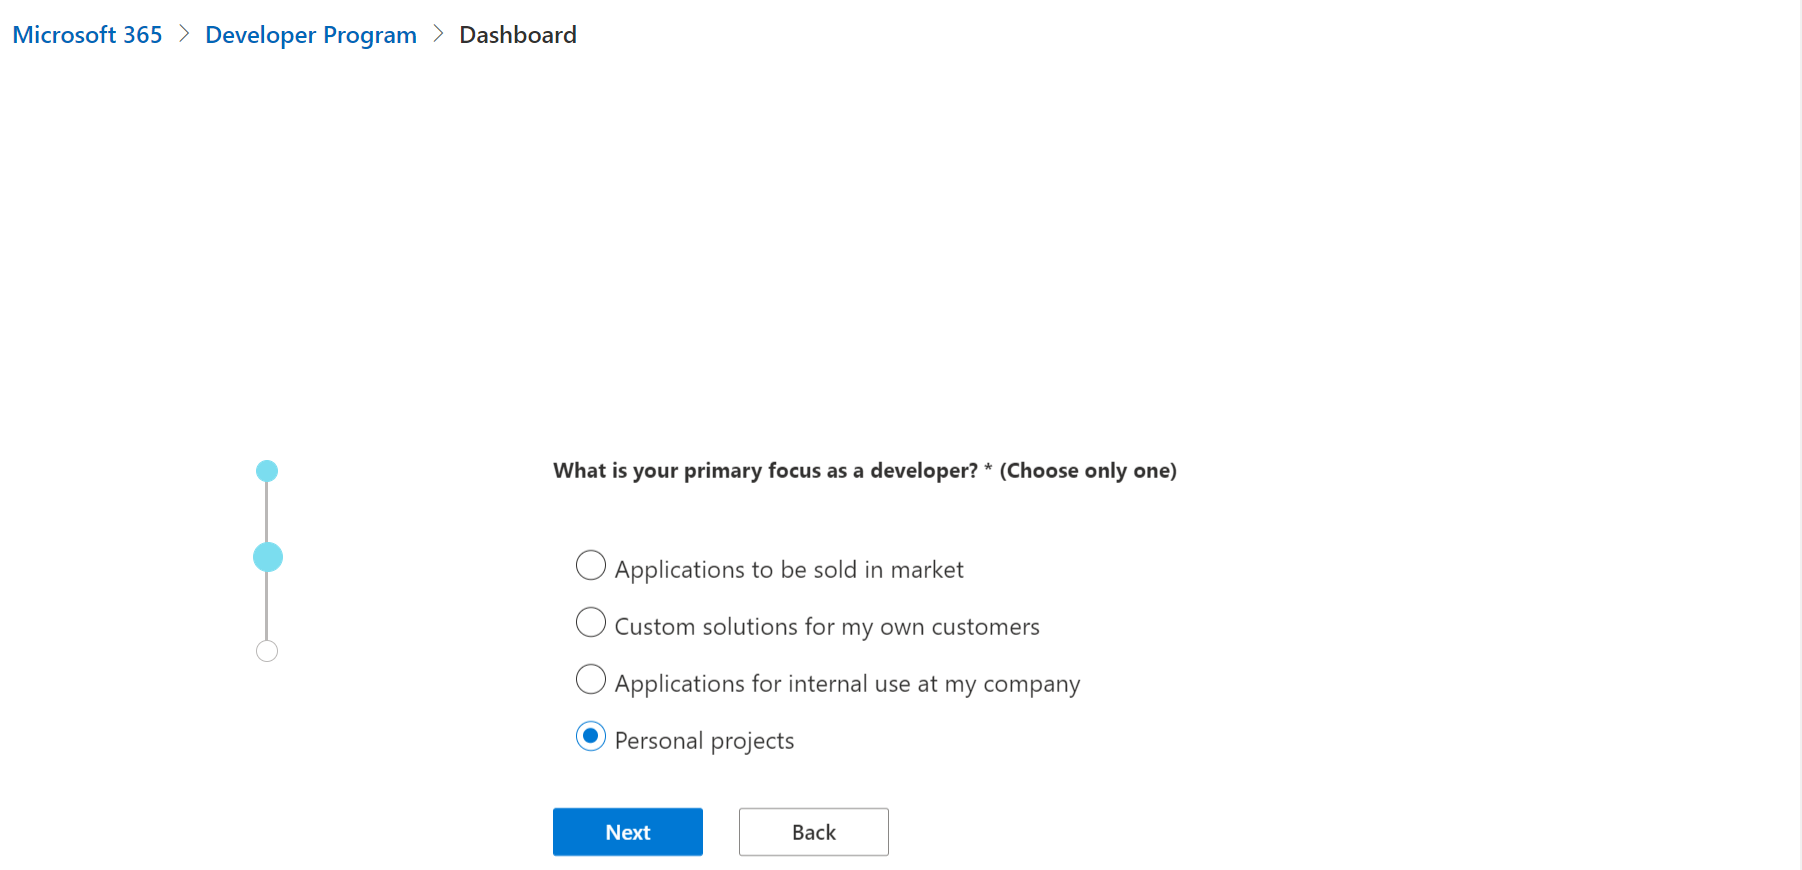 Microsoft 365 > Developer Program > Dashboard
What is your primary focus as a developer? * (Choose only one)
Applications to be sold in market
Custom solutions for my own customers
Applications for internal use at my company
Personal projects
Next Back